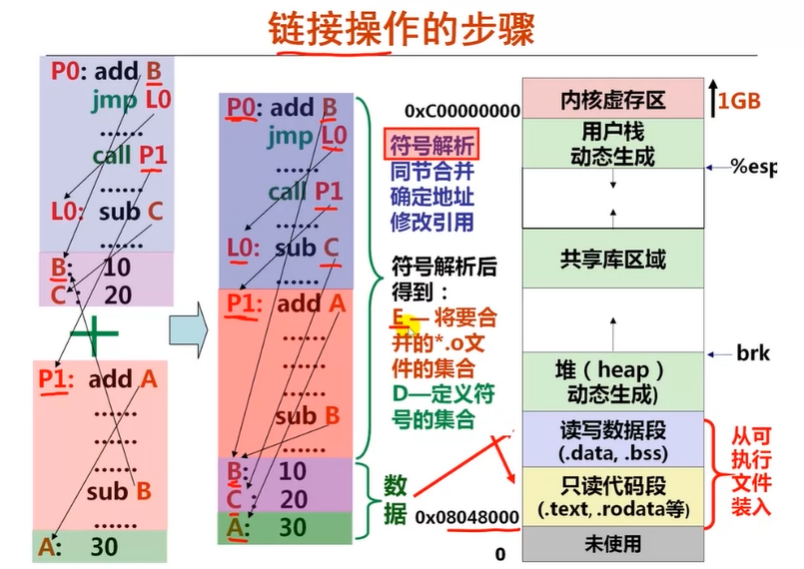 链接操作的步骤
P0: add B
jmp L0
……
call P1
……
L0: sub C
……
B: 10
C: 20
+
P1: add A
……
……
……
sub B
……
A: 30
P0: add B
jmp L0
……
call P1
……
L0: sub C
……
P1: add A
……
……
……
sub B
……
B: 10
C: 20
A: 30
符号解析
同节合并
确定地址
修改引用
符号解析后
得到：
E— 将要合
并的*.o文
件的集合
D—定义符
号的集合
数
据
0xC00000000
0x08048000
0
内核虚存区
用户栈
动态生成
共享库区域
堆（heap）
动态生成)
读写数据段
(.data, .bss)
只读代码段
(.text, .rodata等)
未使用
1GB
%esp
brk
从可
执行
文件
装入